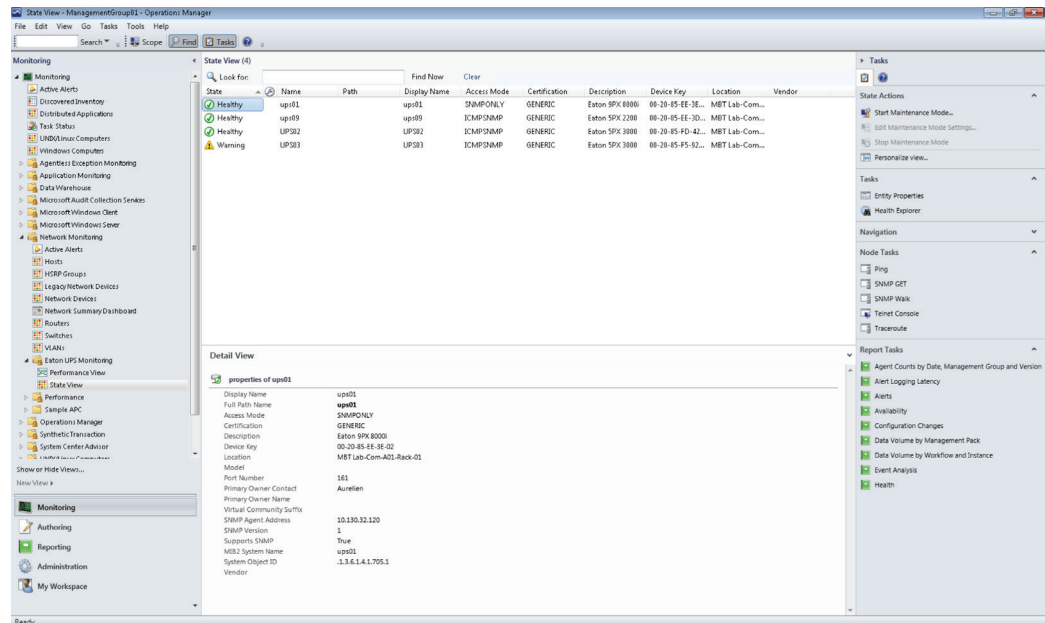 State View - ManagementGroup01 - Operations Manager
File Edit View Go Tasks Tools Help
Search Scope Find Tasks
Monitoring
Monitoring
Active Alerts
Discovered Inventory
Distributed Applications
Task Status
UNIX/Linux Computers
Windows Computers
Agentless Exception Monitoring
Application Monitoring
Data Warehouse
Microsoft Audit Collection Services
Microsoft Windows Client
Microsoft Windows Server
Network Monitoring
Active Alerts
Hosts
HSRP Groups
Legacy Network Devices
Network Devices
Network Summary Dashboard
Routers
Switches
VLANs
Eaton UPS Monitoring
Performance View
State View
Performance
Sample APC
Operations Manager
Synthetic Transaction
System Center Advisor
UNIX/Linux Computers
Show or Hide Views...
New View
Monitoring
Authoring
Reporting
Administration
My Workspace
Ready
State View (4)
Look for: Find Now Clear
State Name Path Display Name Access Mode Certification Description Device Key Location Vendor
Healthy ups01 ups01 SNMPONLY GENERIC Eaton 9PX 8000i 00-20-85-EE-3E... MBT Lab-Com...
Healthy ups09 ups09 ICMPSNMP GENERIC Eaton 5PX 2200 00-20-85-EE-3D... MBT Lab-Com...
Healthy UPS02 UPS02 ICMPSNMP GENERIC Eaton 5PX 3000 00-20-85-FD-42... MBT Lab-Com...
Warning UPS03 UPS03 ICMPSNMP GENERIC Eaton 5PX 3000 00-20-85-F5-92... MBT Lab-Com...
Detail View
properties of ups01
Display Name ups01
Full Path Name ups01
Access Mode SNMPONLY
Certification GENERIC
Description Eaton 9PX 8000i
Device Key 00-20-85-EE-3E-02
Location MBT Lab-Com-A01-Rack-01
Model
Port Number 161
Primary Owner Contact Aurelien
Primary Owner Name
Virtual Community Suffix
SNMP Agent Address 10.130.32.120
SNMP Version 1
Supports SNMP True
MIB2 System Name ups01
System Object ID .1.3.6.1.4.1.705.1
Vendor
Tasks
State Actions
Start Maintenance Mode...
Edit Maintenance Mode Settings...
Stop Maintenance Mode
Personalize view...
Tasks
Entity Properties
Health Explorer
Navigation
Node Tasks
Ping
SNMP GET
SNMP Walk
Telnet Console
Traceroute
Report Tasks
Agent Counts by Date, Management Group and Version
Alert Logging Latency
Alerts
Availability
Configuration Changes
Data Volume by Management Pack
Data Volume by Workflow and Instance
Event Analysis
Health